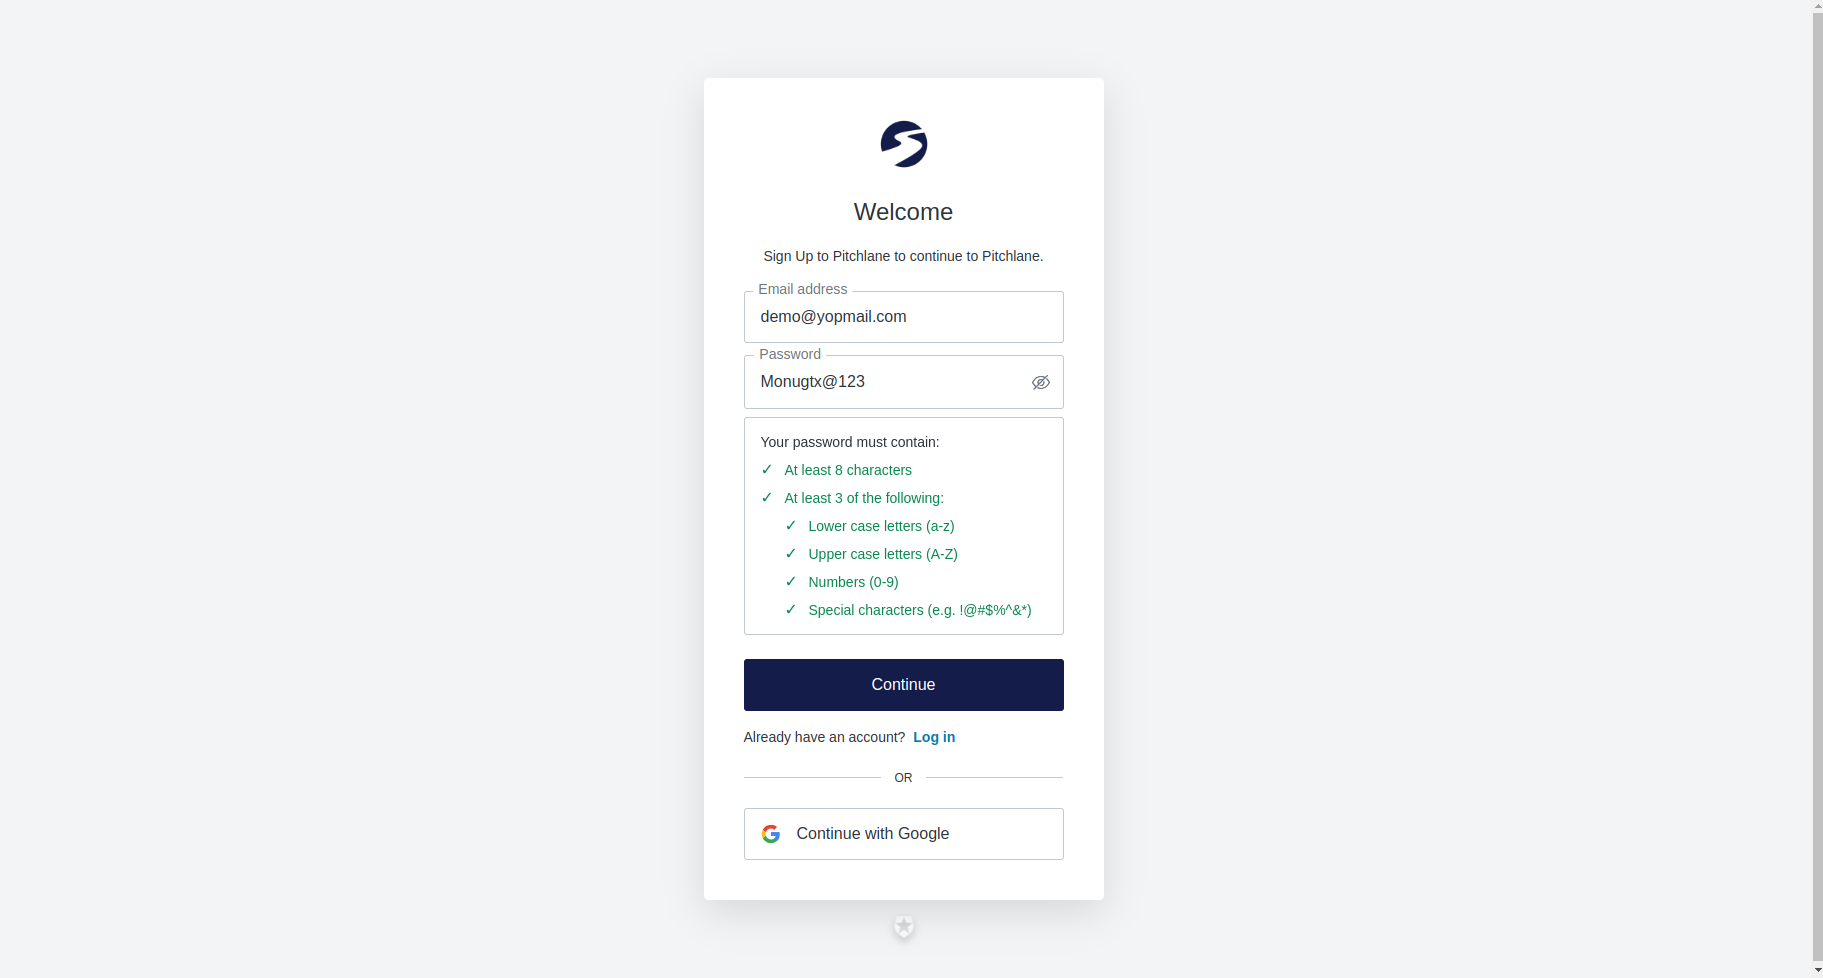 Welcome
Sign Up to Pitchlane to continue to Pitchlane.
Email address
demo@yopmail.com
Password
Monugtx@123
Your password must contain:
✓ At least 8 characters
✓ At least 3 of the following:
✓ Lower case letters (a-z)
✓ Upper case letters (A-Z)
✓ Numbers (0-9)
✓ Special characters (e.g. !@#$%^&*)
Continue
Already have an account? Log in
OR
Continue with Google